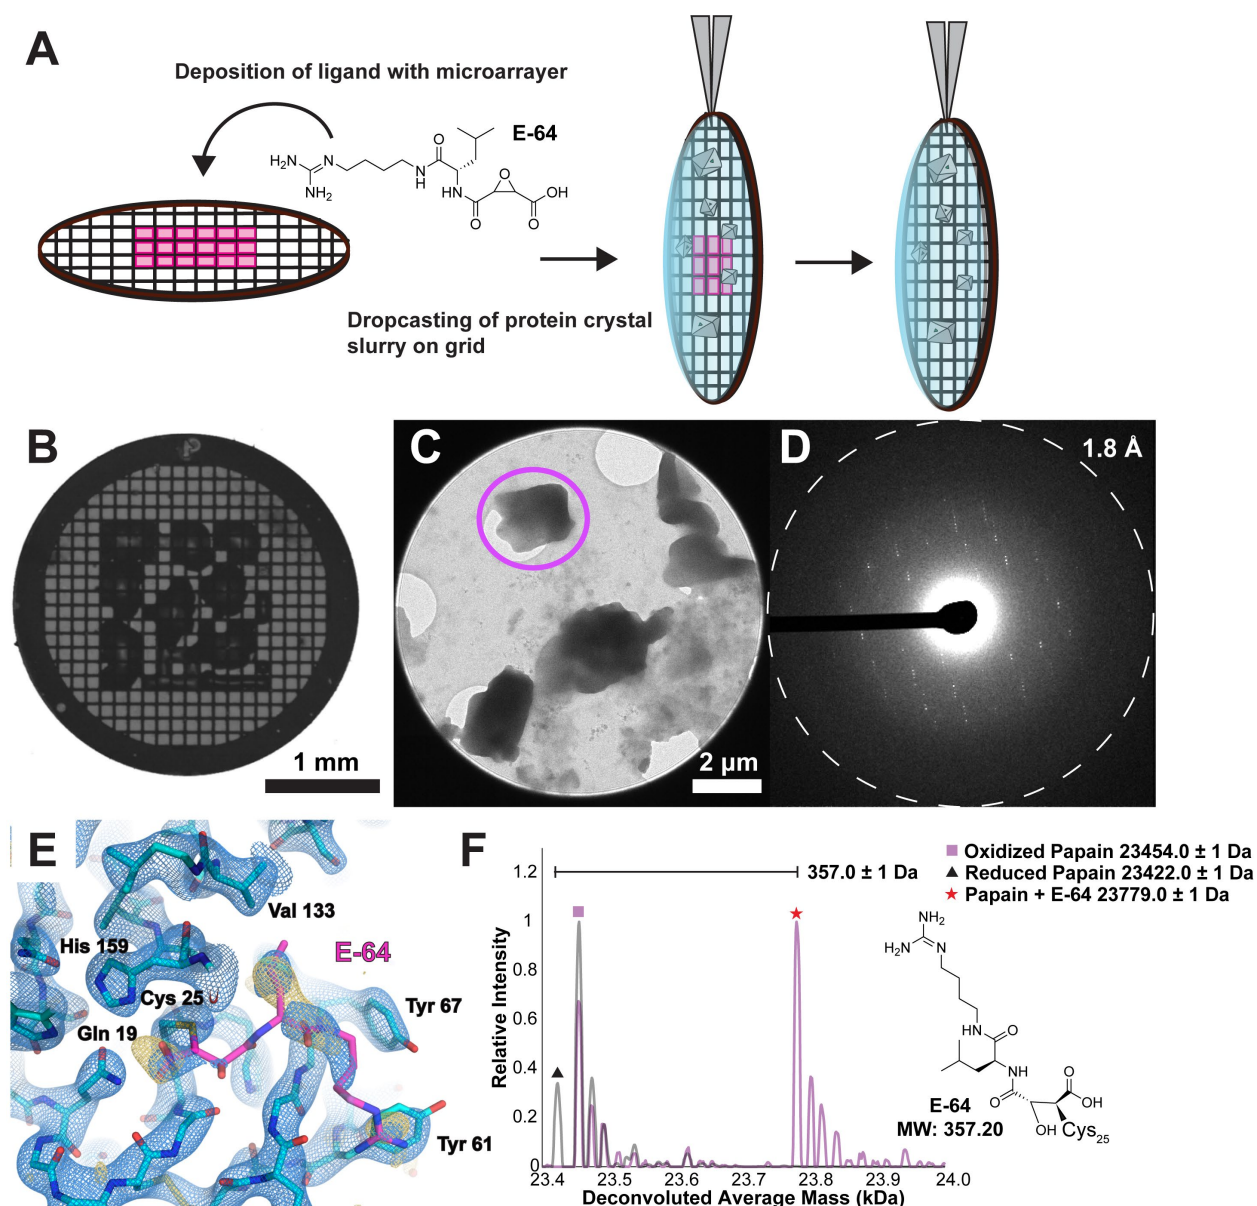 A
Deposition of ligand with microarrayer
E-64
O
H₂N
N
NH₂
N
H
HN
O
O
O
OH
O
Dropcasting of protein crystal
slurry on grid
B
1 mm
C
2 µm
D
1.8 Å
E
Val 133
His 159
E-64
Cys 25
Tyr 67
Gln 19
Tyr 61
F
1.2
1
0.8
0.6
0.4
0.2
0
Relative Intensity
357.0 ± 1 Da
23.4
23.5
23.6
23.7
23.8
23.9
24.0
Deconvoluted Average Mass (kDa)
Oxidized Papain 23454.0 ± 1 Da
Reduced Papain 23422.0 ± 1 Da
Papain + E-64 23779.0 ± 1 Da
NH₂
H₂N
N
HN
O
NH
O
O
OH
OH
Cys₂₅
E-64
MW: 357.20